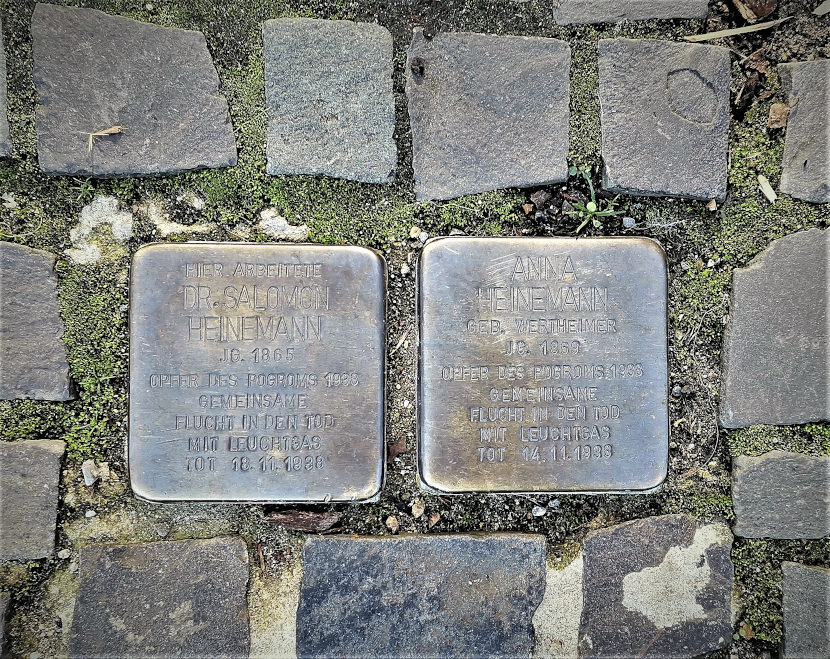 HIER ARBEITETE
DR. SALOMON
HEINEMANN
JG. 1865
OPFER DES POGROMS 1938
GEMEINSAME
FLUCHT IN DEN TOD
MIT LEUCHTGAS
TOT 18.11.1938
ANNA
HEINEMANN
GEB. WERTHEIMER
JG. 1869
OPFER DES POGROMS 1938
GEMEINSAME
FLUCHT IN DEN TOD
MIT LEUCHTGAS
TOT 14.11.1938